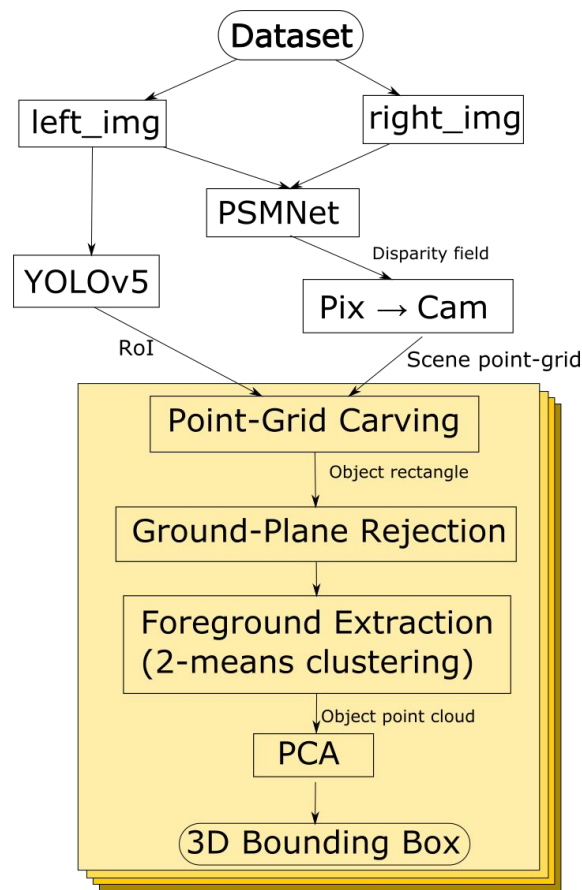 Dataset
left_img
right_img
PSMNet
Disparity field
YOLOv5
Pix → Cam
RoI
Scene point-grid
Point-Grid Carving
Object rectangle
Ground-Plane Rejection
Foreground Extraction
(2-means clustering)
Object point cloud
PCA
3D Bounding Box